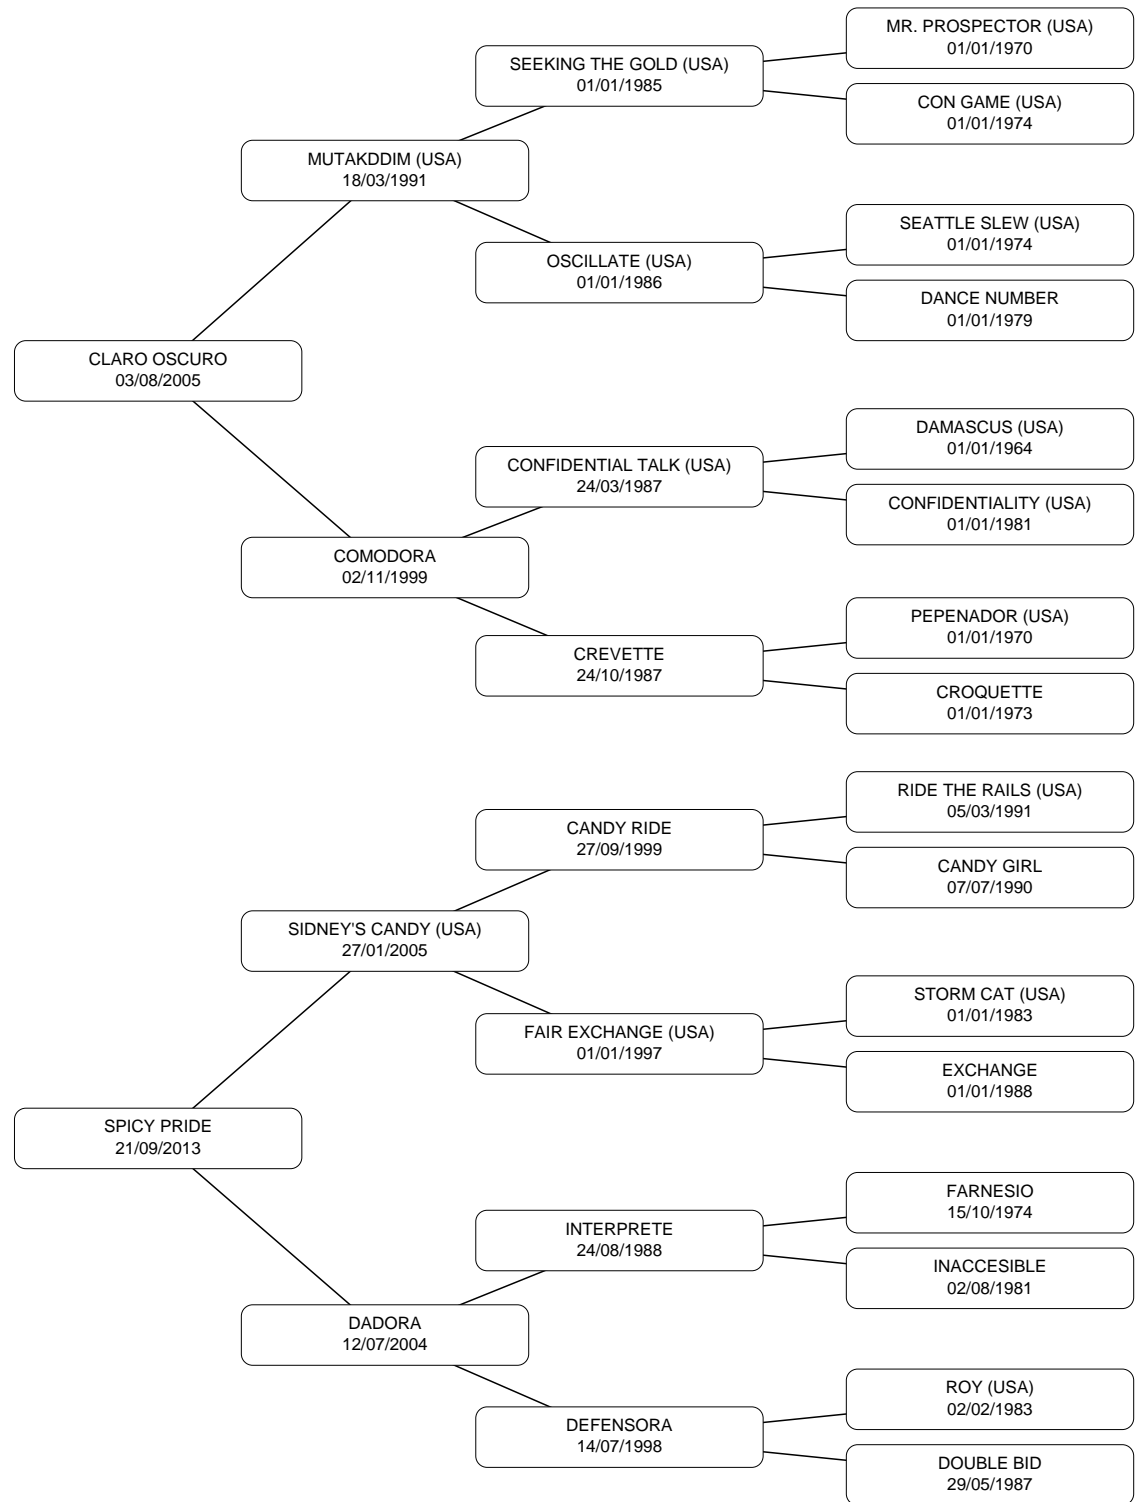 MR. PROSPECTOR (USA)
01/01/1970
SEEKING THE GOLD (USA)
01/01/1985
CON GAME (USA)
01/01/1974
MUTAKDDIM (USA)
18/03/1991
SEATTLE SLEW (USA)
01/01/1974
OSCILLATE (USA)
01/01/1986
DANCE NUMBER
01/01/1979
CLARO OSCURO
03/08/2005
DAMASCUS (USA)
01/01/1964
CONFIDENTIAL TALK (USA)
24/03/1987
CONFIDENTIALITY (USA)
01/01/1981
COMODORA
02/11/1999
PEPENADOR (USA)
01/01/1970
CREVETTE
24/10/1987
CROQUETTE
01/01/1973
RIDE THE RAILS (USA)
05/03/1991
CANDY RIDE
27/09/1999
CANDY GIRL
07/07/1990
SIDNEY'S CANDY (USA)
27/01/2005
STORM CAT (USA)
01/01/1983
FAIR EXCHANGE (USA)
01/01/1997
EXCHANGE
01/01/1988
SPICY PRIDE
21/09/2013
FARNESIO
15/10/1974
INTERPRETE
24/08/1988
INACCESIBLE
02/08/1981
DADORA
12/07/2004
ROY (USA)
02/02/1983
DEFENSORA
14/07/1998
DOUBLE BID
29/05/1987